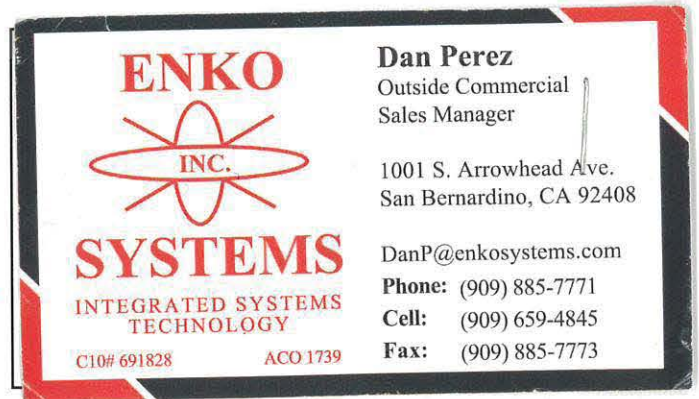 ENKO
INC.
SYSTEMS
INTEGRATED SYSTEMS
TECHNOLOGY
C10# 691828 ACO 1739
Dan Perez
Outside Commercial
Sales Manager
1001 S. Arrowhead Ave.
San Bernardino, CA 92408
DanP@enkosystems.com
Phone: (909) 885-7771
Cell: (909) 659-4845
Fax: (909) 885-7773